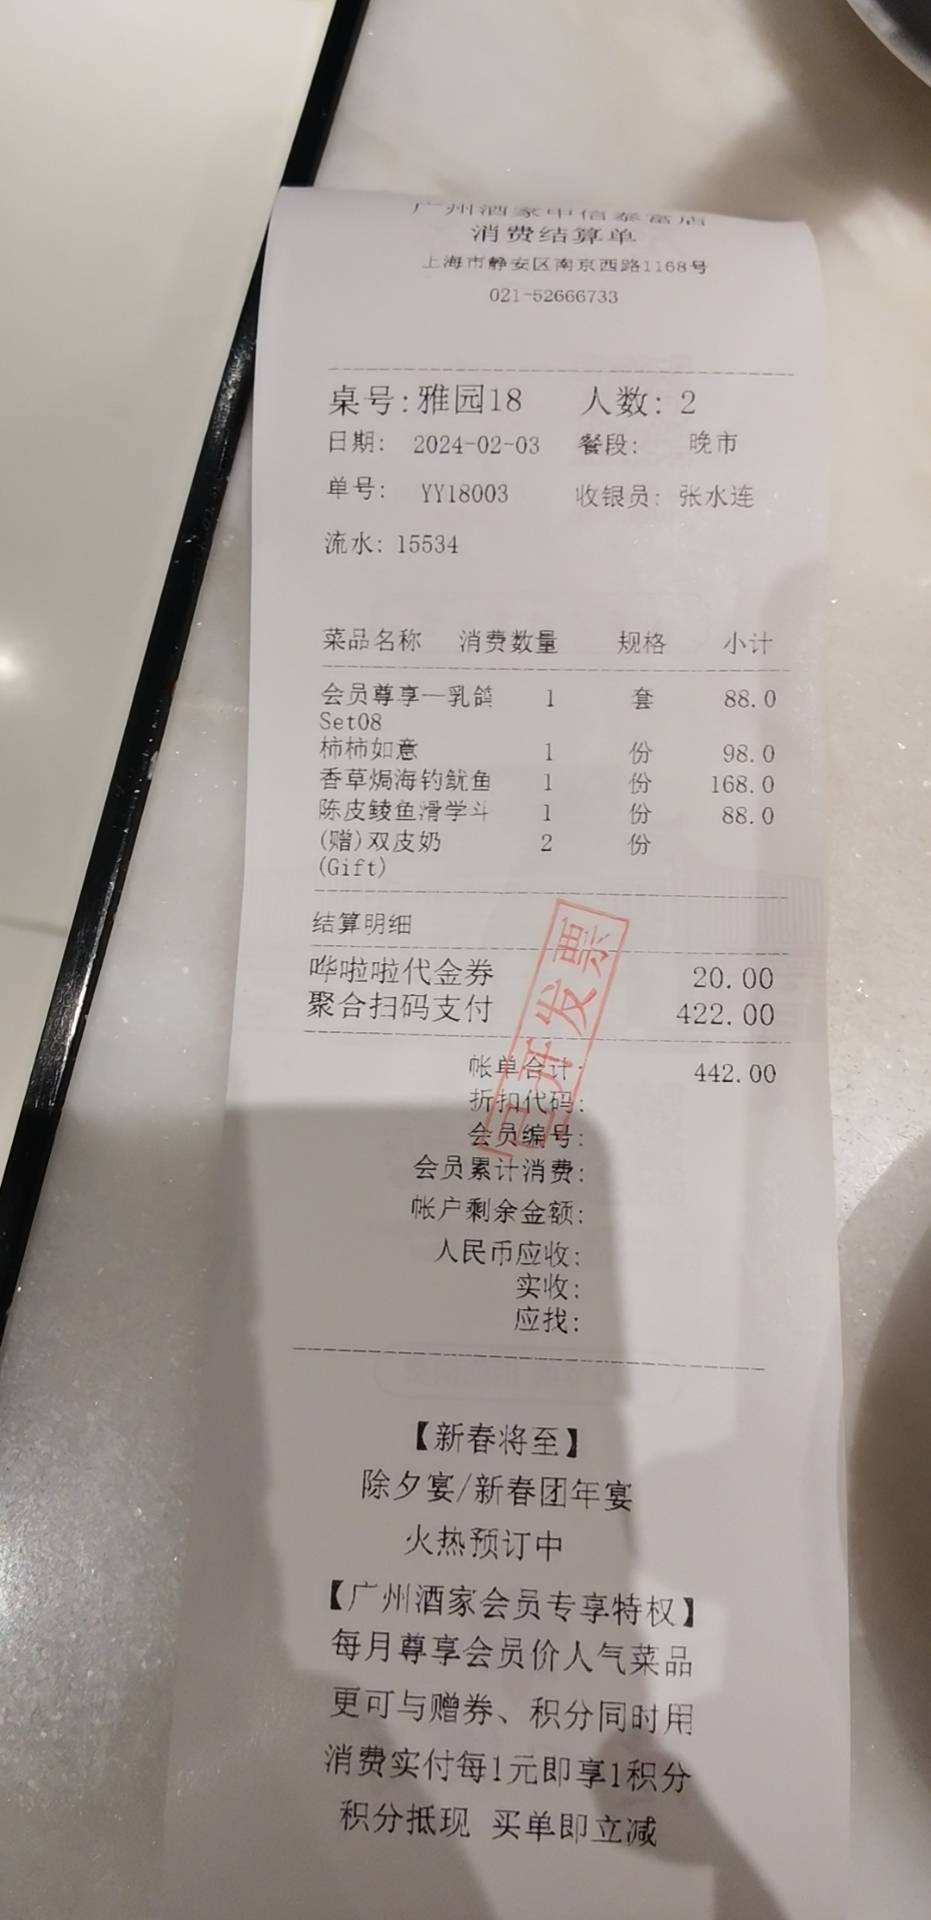 广州酒家中信泰富店
消费结算单
上海市静安区南京西路1168号
021-52666733
桌号:雅园18 人数: 2
日期: 2024-02-03 餐段: 晚市
单号: YY18003 收银员: 张水连
流水: 15534
菜品名称 消费数量 规格 小计
会员尊享一乳鸽 1 套 88.0
Set08
柿柿如意 1 份 98.0
香草焗海钓鱿鱼 1 份 168.0
陈皮鲮鱼滑学斗 1 份 88.0
(赠)双皮奶 2 份
(Gift)
结算明细
哗啦啦代金券 20.00
聚合扫码支付 422.00
已开发票
帐单合计: 442.00
折扣代码:
会员编号:
会员累计消费:
帐户剩余金额:
人民币应收:
实收:
应找:
【新春将至】
除夕宴/新春团年宴
火热预订中
【广州酒家会员专享特权】
每月尊享会员价人气菜品
更可与赠券、积分同时用
消费实付每1元即享1积分
积分抵现 买单即立减